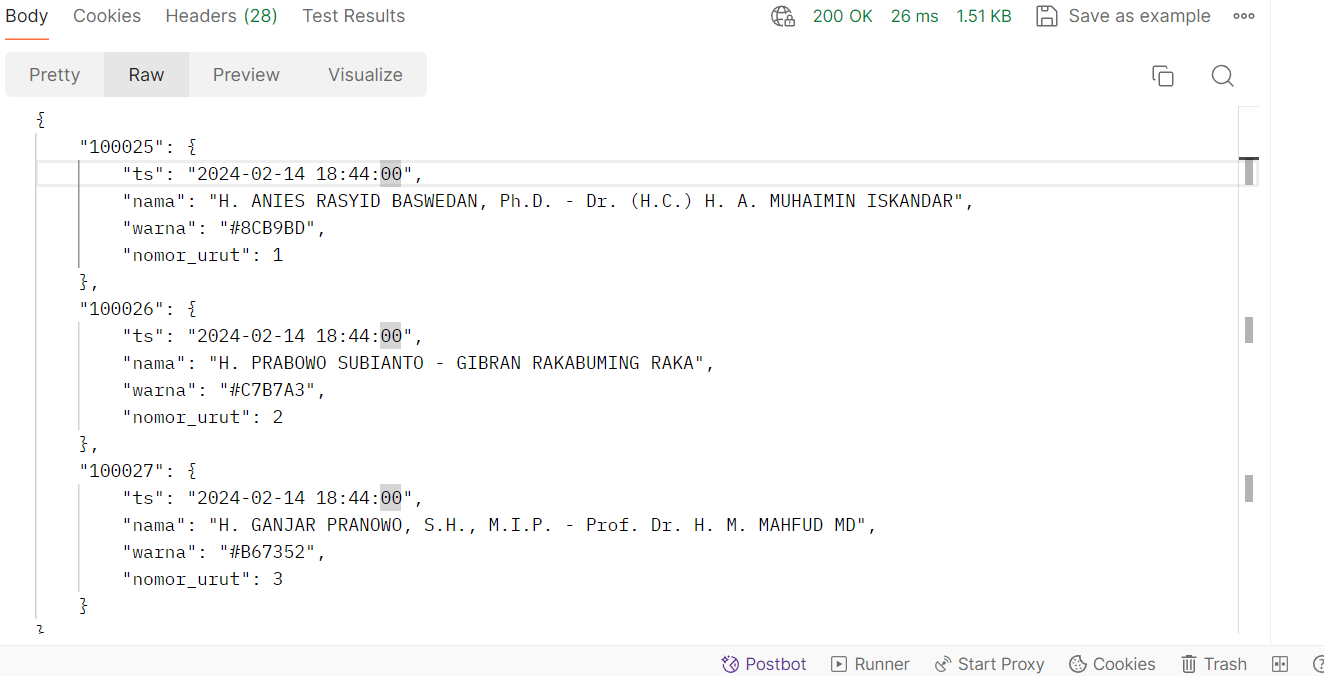 Body Cookies Headers (28) Test Results 200 OK 26 ms 1.51 KB Save as example
Pretty Raw Preview Visualize
{
"100025": {
"ts": "2024-02-14 18:44:00",
"nama": "H. ANIES RASYID BASWEDAN, Ph.D. - Dr. (H.C.) H. A. MUHAIMIN ISKANDAR",
"warna": "#8CB9BD",
"nomor_urut": 1
},
"100026": {
"ts": "2024-02-14 18:44:00",
"nama": "H. PRABOWO SUBIANTO - GIBRAN RAKABUMING RAKA",
"warna": "#C7B7A3",
"nomor_urut": 2
},
"100027": {
"ts": "2024-02-14 18:44:00",
"nama": "H. GANJAR PRANOWO, S.H., M.I.P. - Prof. Dr. H. M. MAHFUD MD",
"warna": "#B67352",
"nomor_urut": 3
}
}
Postbot Runner Start Proxy Cookies Trash